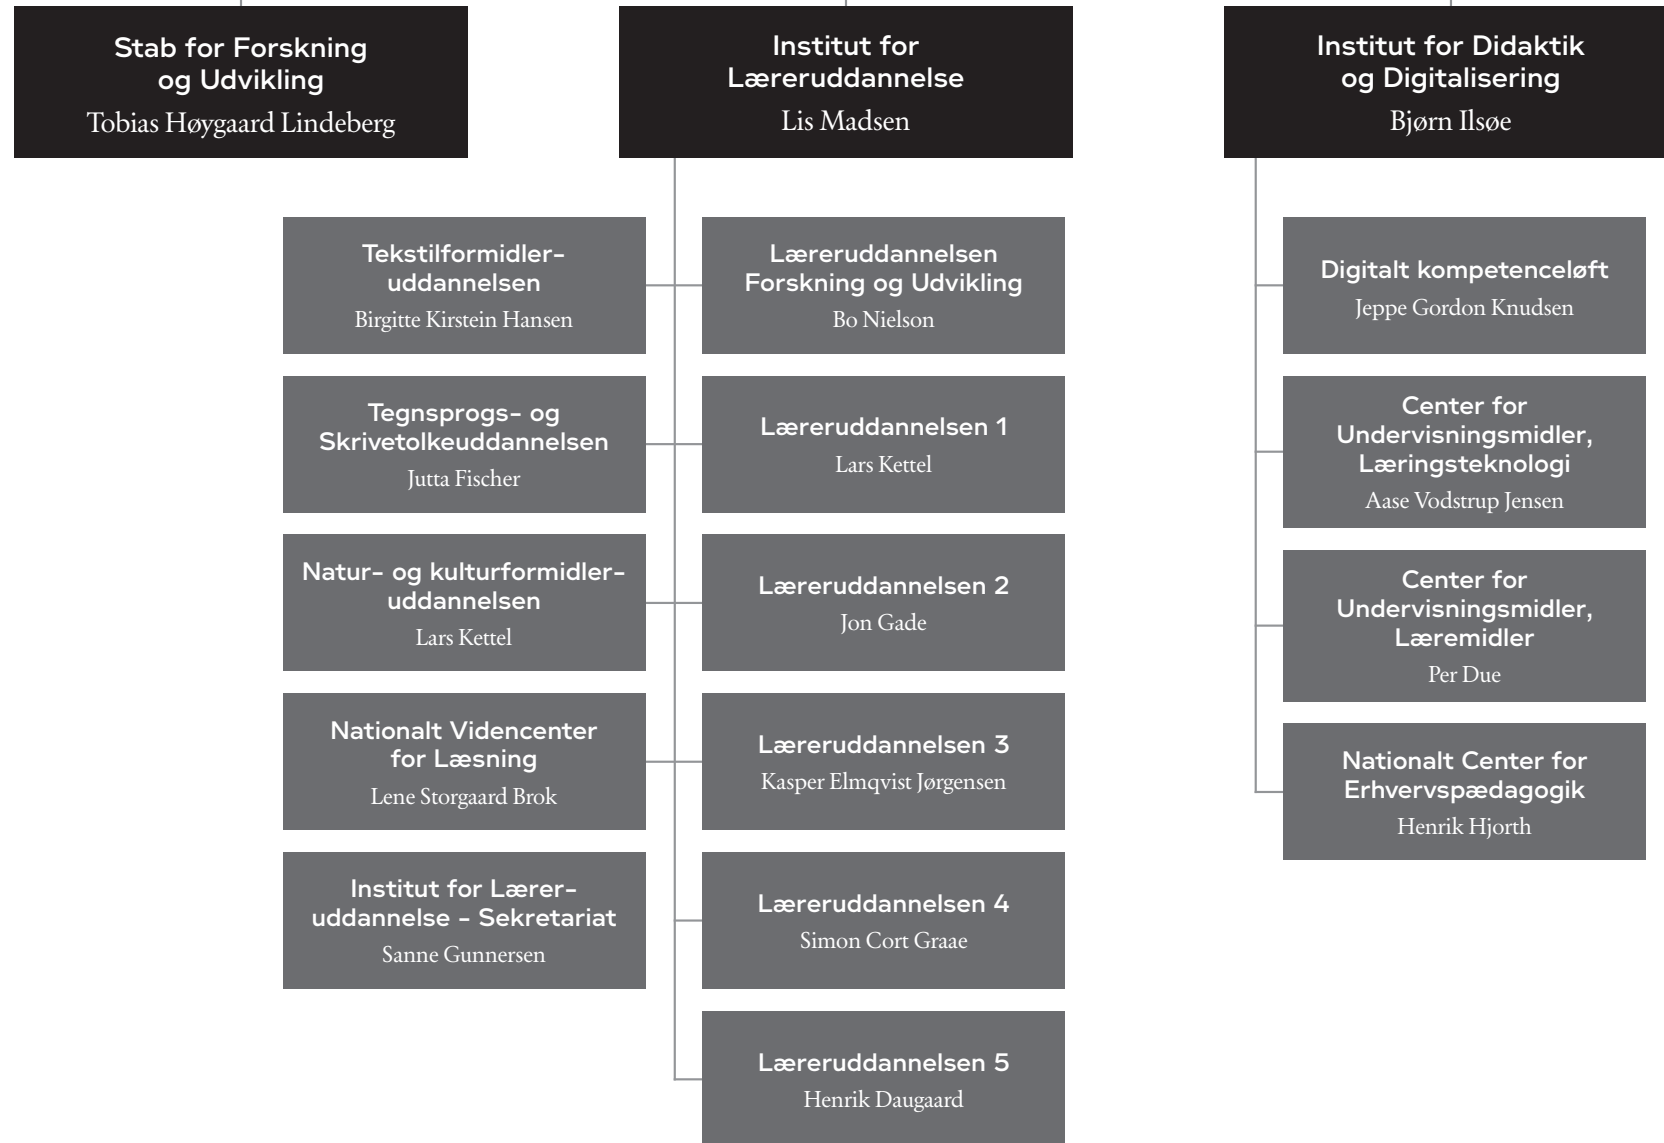 Stab for Forskning
og Udvikling
Tobias Høygaard Lindeberg
Institut for
Læreruddannelse
Lis Madsen
Institut for Didaktik
og Digitalisering
Bjørn Ilsøe
Tekstilformidler-
uddannelsen
Birgitte Kirstein Hansen
Tegnsprogs- og
Skrivetolkeuddannelsen
Jutta Fischer
Natur- og kulturformidler-
uddannelsen
Lars Kettel
Nationalt Videncenter
for Læsning
Lene Storgaard Brok
Institut for Lærer-
uddannelse - Sekretariat
Sanne Gunnersen
Læreruddannelsen
Forskning og Udvikling
Bo Nielson
Læreruddannelsen 1
Lars Kettel
Læreruddannelsen 2
Jon Gade
Læreruddannelsen 3
Kasper Elmqvist Jørgensen
Læreruddannelsen 4
Simon Cort Graae
Læreruddannelsen 5
Henrik Daugaard
Digitalt kompetenceløft
Jeppe Gordon Knudsen
Center for
Undervisningsmidler,
Læringsteknologi
Aase Vodstrup Jensen
Center for
Undervisningsmidler,
Læremidler
Per Due
Nationalt Center for
Erhvervspædagogik
Henrik Hjorth